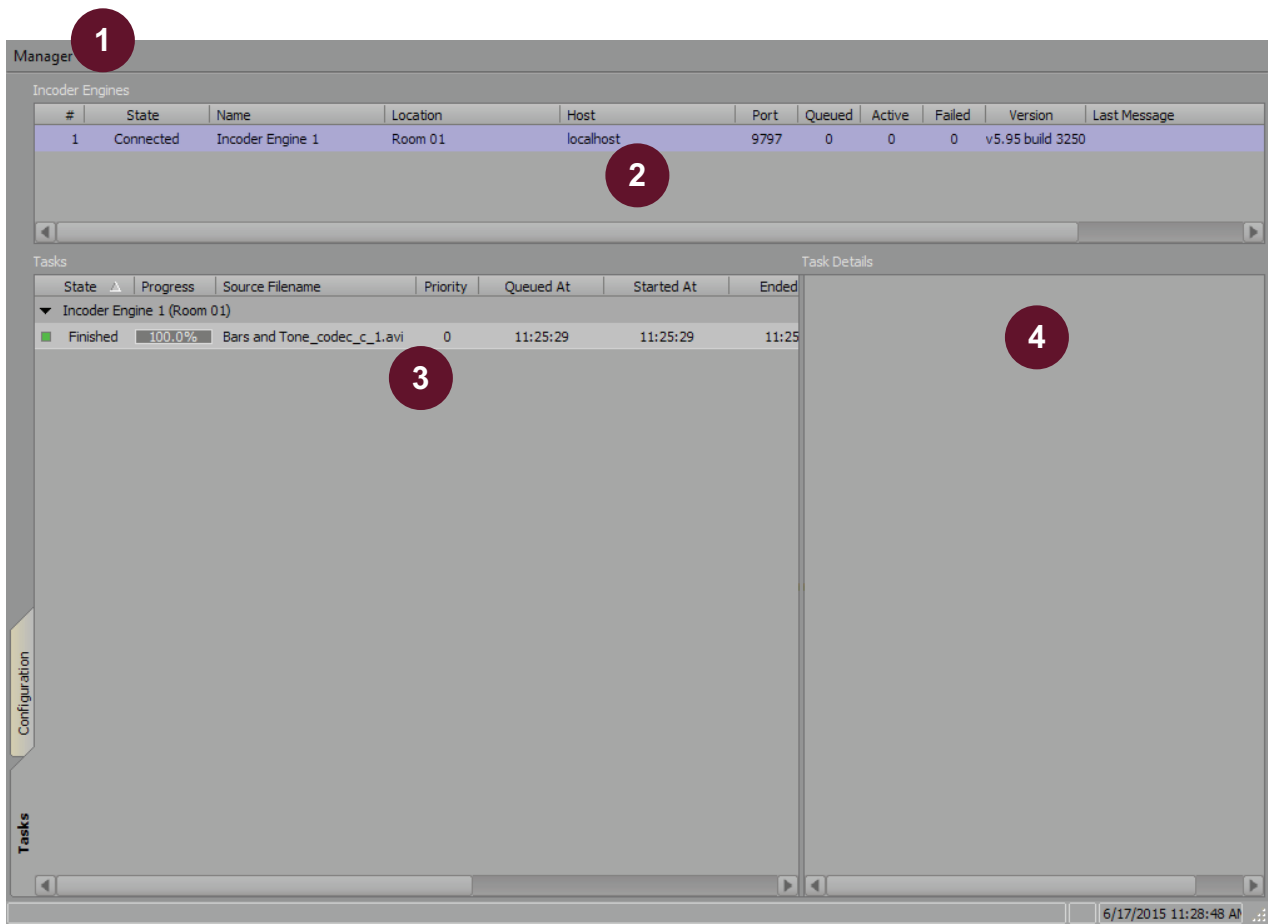 1
Manager
Incoder Engines
# State Name Location Host Port Queued Active Failed Version Last Message
1 Connected Incoder Engine 1 Room 01 localhost 9797 0 0 0 v5.95 build 3250
2
Tasks Task Details
State Progress Source Filename Priority Queued At Started At Ended
Incoder Engine 1 (Room 01)
Finished 100.0% Bars and Tone_codec_c_1.avi 0 11:25:29 11:25:29 11:25
3
4
Configuration
Tasks
6/17/2015 11:28:48 AM